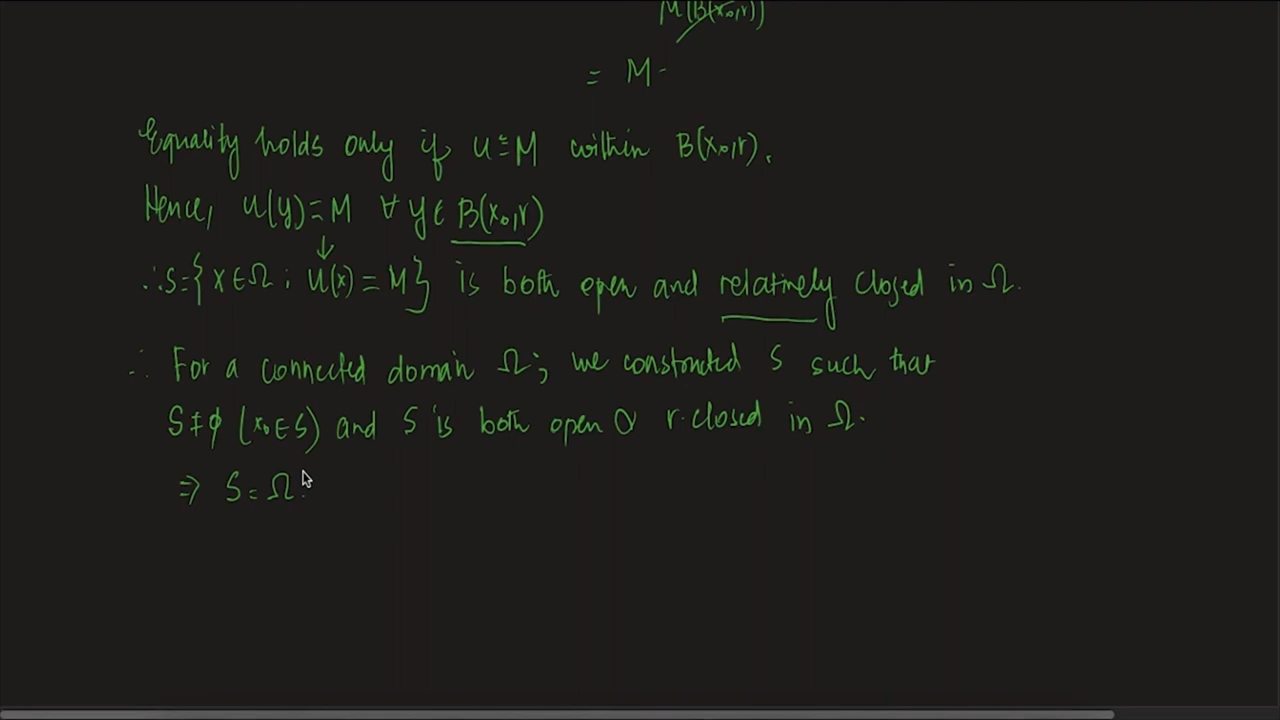 M(B(x₀,r))
= M.
Equality holds only if u ≡ M within B(x₀,r).
Hence, u(y) = M ∀ y ∈ B(x₀,r)
∴ S = { x ∈ Ω : u(x) = M } is both open and relatively closed in Ω.
∴ For a connected domain Ω; we constructed S such that
S ≠ ϕ (x₀ ∈ S) and S is both open & r. closed in Ω.
⇒ S = Ω.